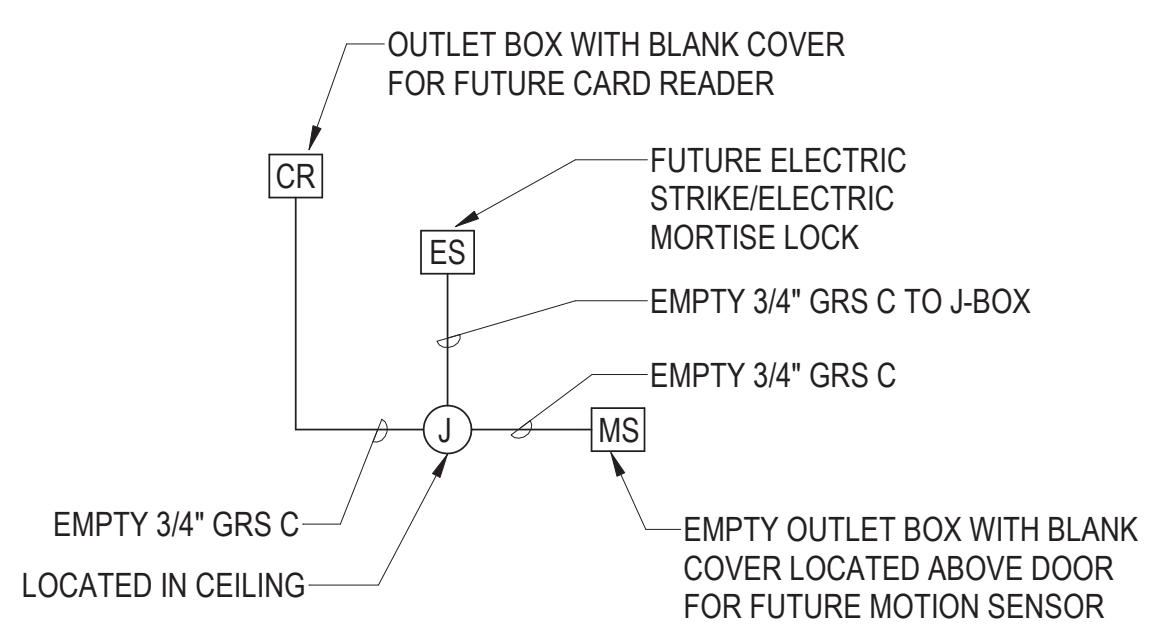 OUTLET BOX WITH BLANK COVER
FOR FUTURE CARD READER
CR
FUTURE ELECTRIC
STRIKE/ELECTRIC
MORTISE LOCK
ES
EMPTY 3/4" GRS C TO J-BOX
EMPTY 3/4" GRS C
J
MS
EMPTY 3/4" GRS C
LOCATED IN CEILING
EMPTY OUTLET BOX WITH BLANK
COVER LOCATED ABOVE DOOR
FOR FUTURE MOTION SENSOR